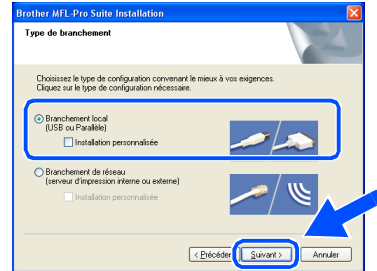 Brother MFL-Pro Suite Installation
Type de branchement
Choisissez le type de configuration convenant le mieux à vos exigences.
Cliquez sur le type de configuration nécessaire.
Branchement local
(USB ou Parallèle)
Installation personnalisée
Branchement de réseau
(serveur d'impression interne ou externe)
Installation personnalisée
< Précéder Suivant > Annuler